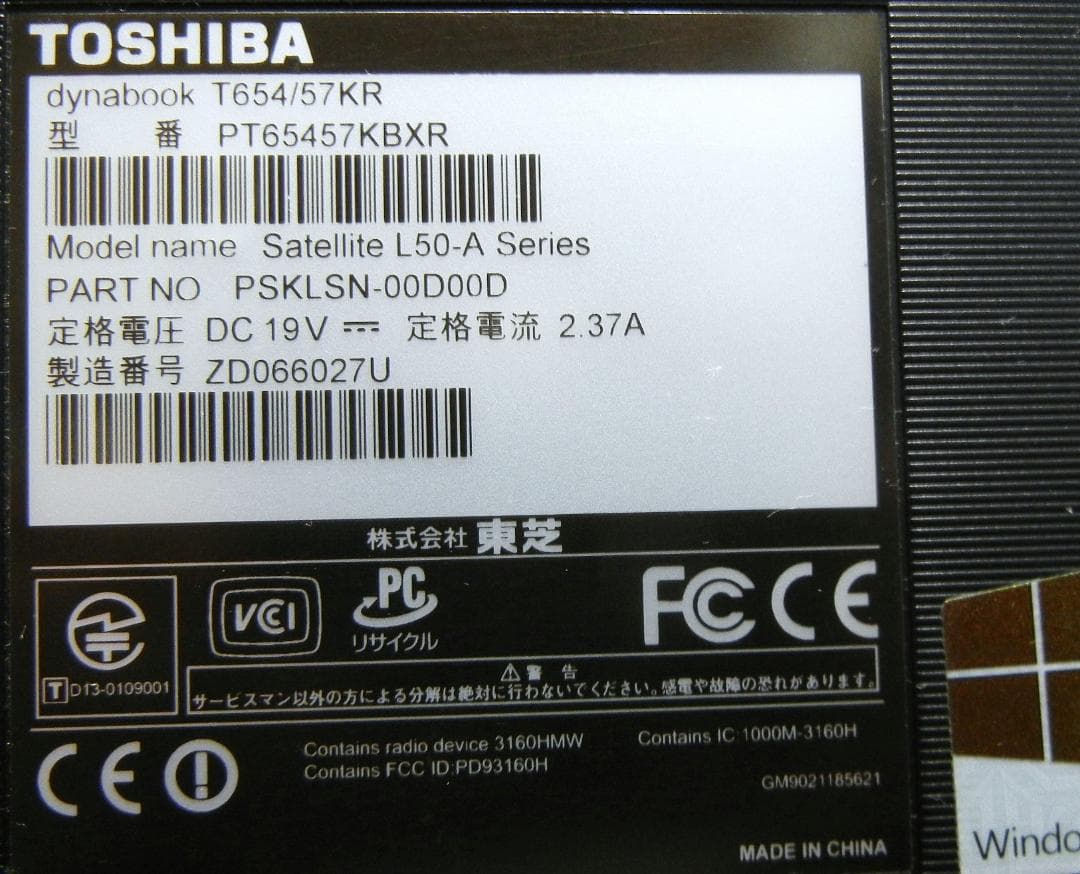 TOSHIBA
dynabook T654/57KR
型 番 PT65457KBXR
Model name Satellite L50-A Series
PART NO PSKLSN-00D00D
定格電圧 DC 19V ⎓ 定格電流 2.37A
製造番号 ZD066027U
株式会社 東芝
VCCI
PC
リサイクル
FC CE
T D13-0109001
⚠警 告
サービスマン以外の方による分解は絶対に行わないでください。感電や故障の恐れがあります。
CE
Contains radio device 3160HMW
Contains IC:1000M-3160H
Contains FCC ID:PD93160H
GM9021185621
MADE IN CHINA
Windo